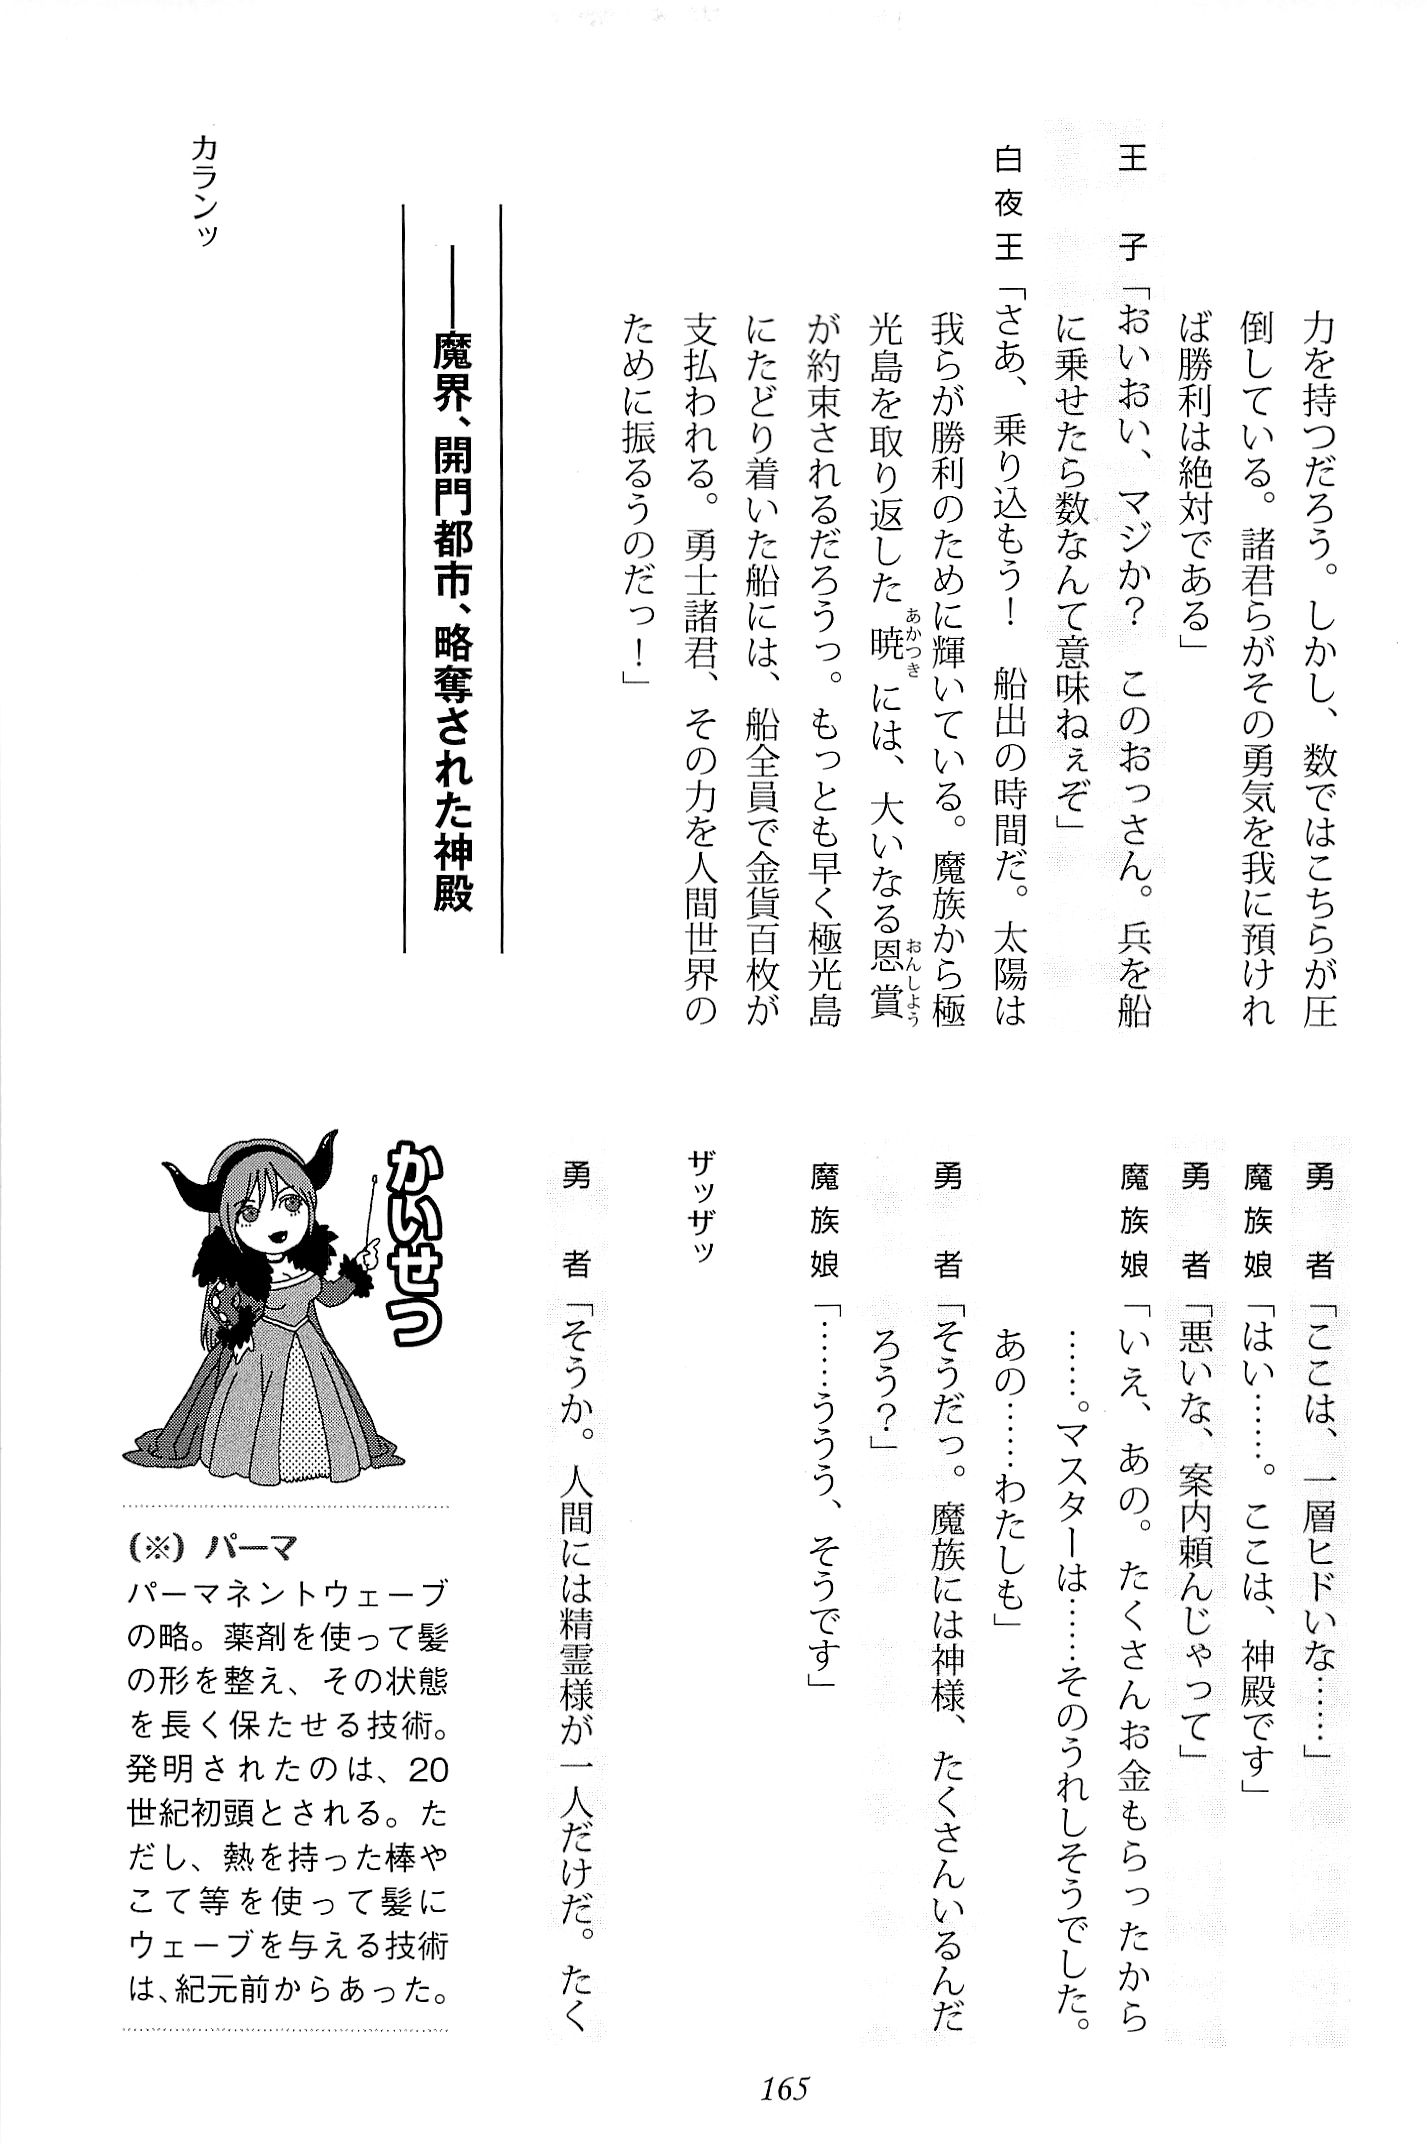 力を持つだろう。しかし、数ではこちらが圧
倒している。諸君らがその勇気を我に預けれ
ば勝利は絶対である」
王子「おいおい、マジか？　このおっさん。兵を船
に乗せたら数なんて意味ねぇぞ」
白夜王「さあ、乗り込もう！　船出の時間だ。太陽は
我らが勝利のために輝いている。魔族から極
光島を取り返した暁には、大いなる恩賞
あかつき
おんしよう
が約束されるだろうっ。もっとも早く極光島
にたどり着いた船には、船全員で金貨百枚が
支払われる。勇士諸君、その力を人間世界の
ために振るうのだっ！」
――魔界、開門都市、略奪された神殿
カランッ
勇者「ここは、一層ヒドいな……」
魔族娘「はい……。ここは、神殿です」
勇者「悪いな、案内頼んじゃって」
魔族娘「いえ、あの。たくさんお金もらったから
……。マスターは……そのうれしそうでした。
あの……わたしも」
勇者「そうだっ。魔族には神様、たくさんいるんだ
ろう？」
魔族娘「……ううう、そうです」
ザッザッ
勇者「そうか。人間には精霊様が一人だけだ。たく
かいせつ
（※）パーマ
パーマネントウェーブ
の略。薬剤を使って髪
の形を整え、その状態
を長く保たせる技術。
発明されたのは、20
世紀初頭とされる。た
だし、熱を持った棒や
こて等を使って髪に
ウェーブを与える技術
は、紀元前からあった。
165